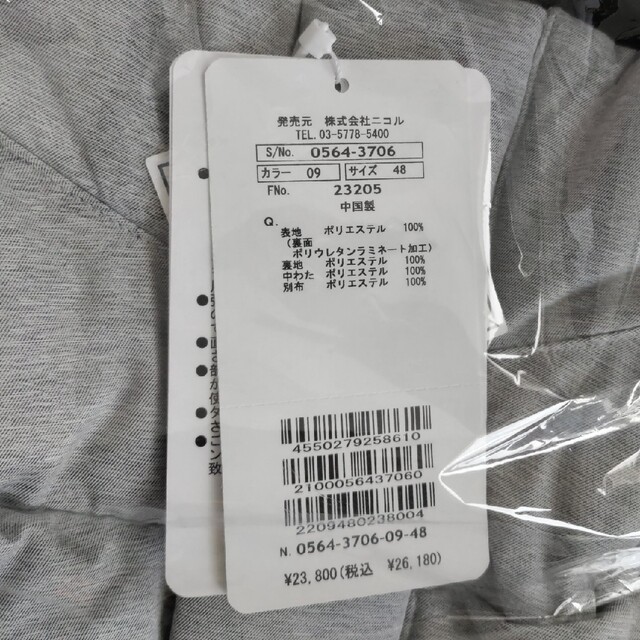 発売元 株式会社ニコル
TEL. 03-5778-5400
S/No. 0564-3706
カラー 09 サイズ 48
FNo. 23205
中国製
Q.
表地 ポリエステル 100%
(裏面
ポリウレタンラミネート加工)
裏地 ポリエステル 100%
中わた ポリエステル 100%
別布 ポリエステル 100%
4550279258610
2100056437060
2209480238004
N. 0564-3706-09-48
¥23,800(税込 ¥26,180)